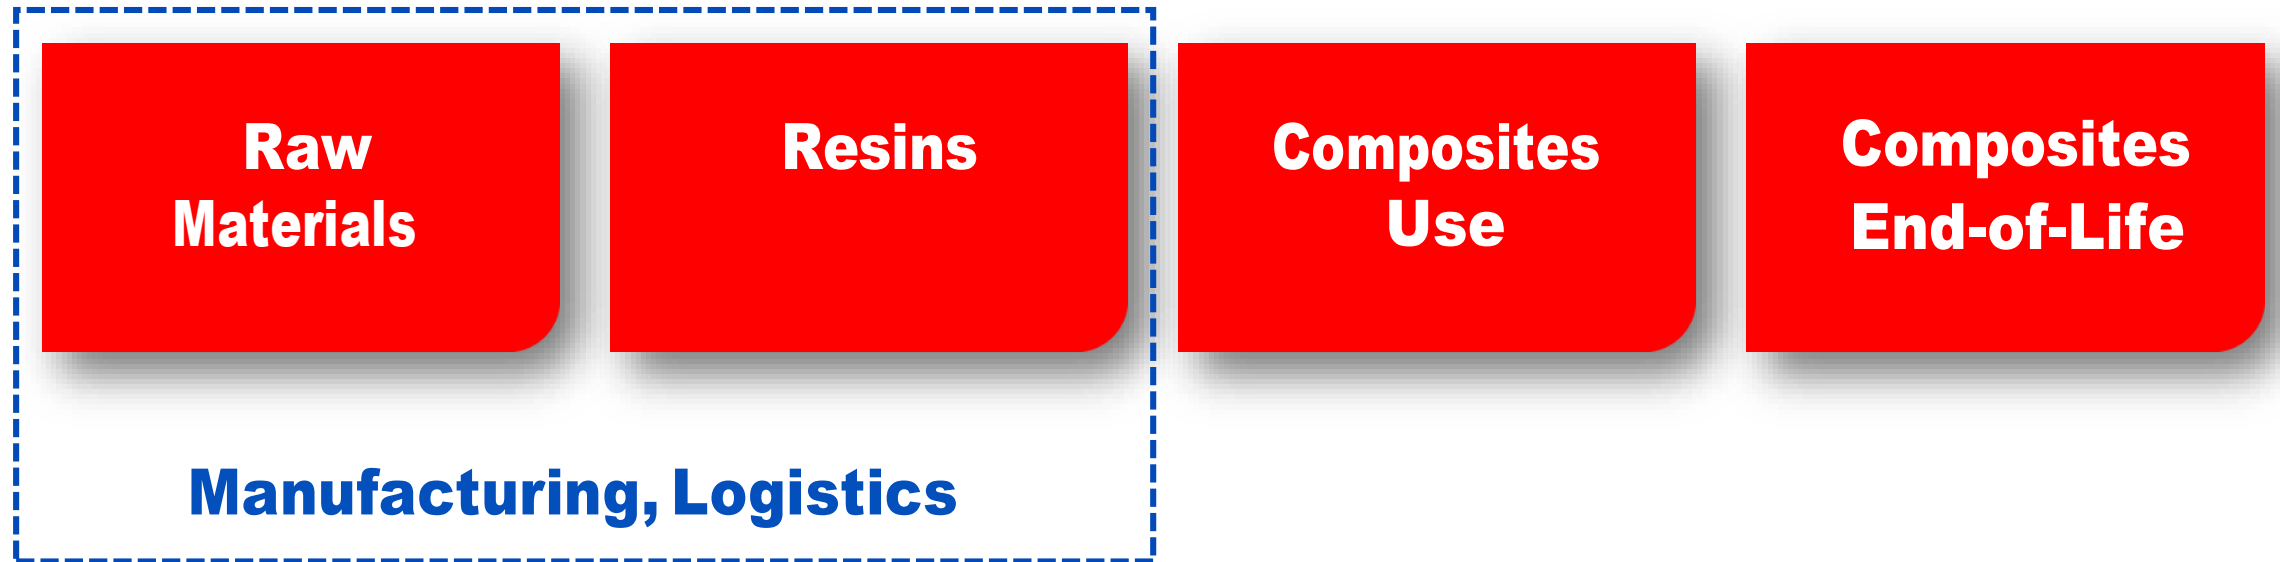 Raw
Materials
Resins
Composites
Use
Composites
End-of-Life
Manufacturing, Logistics